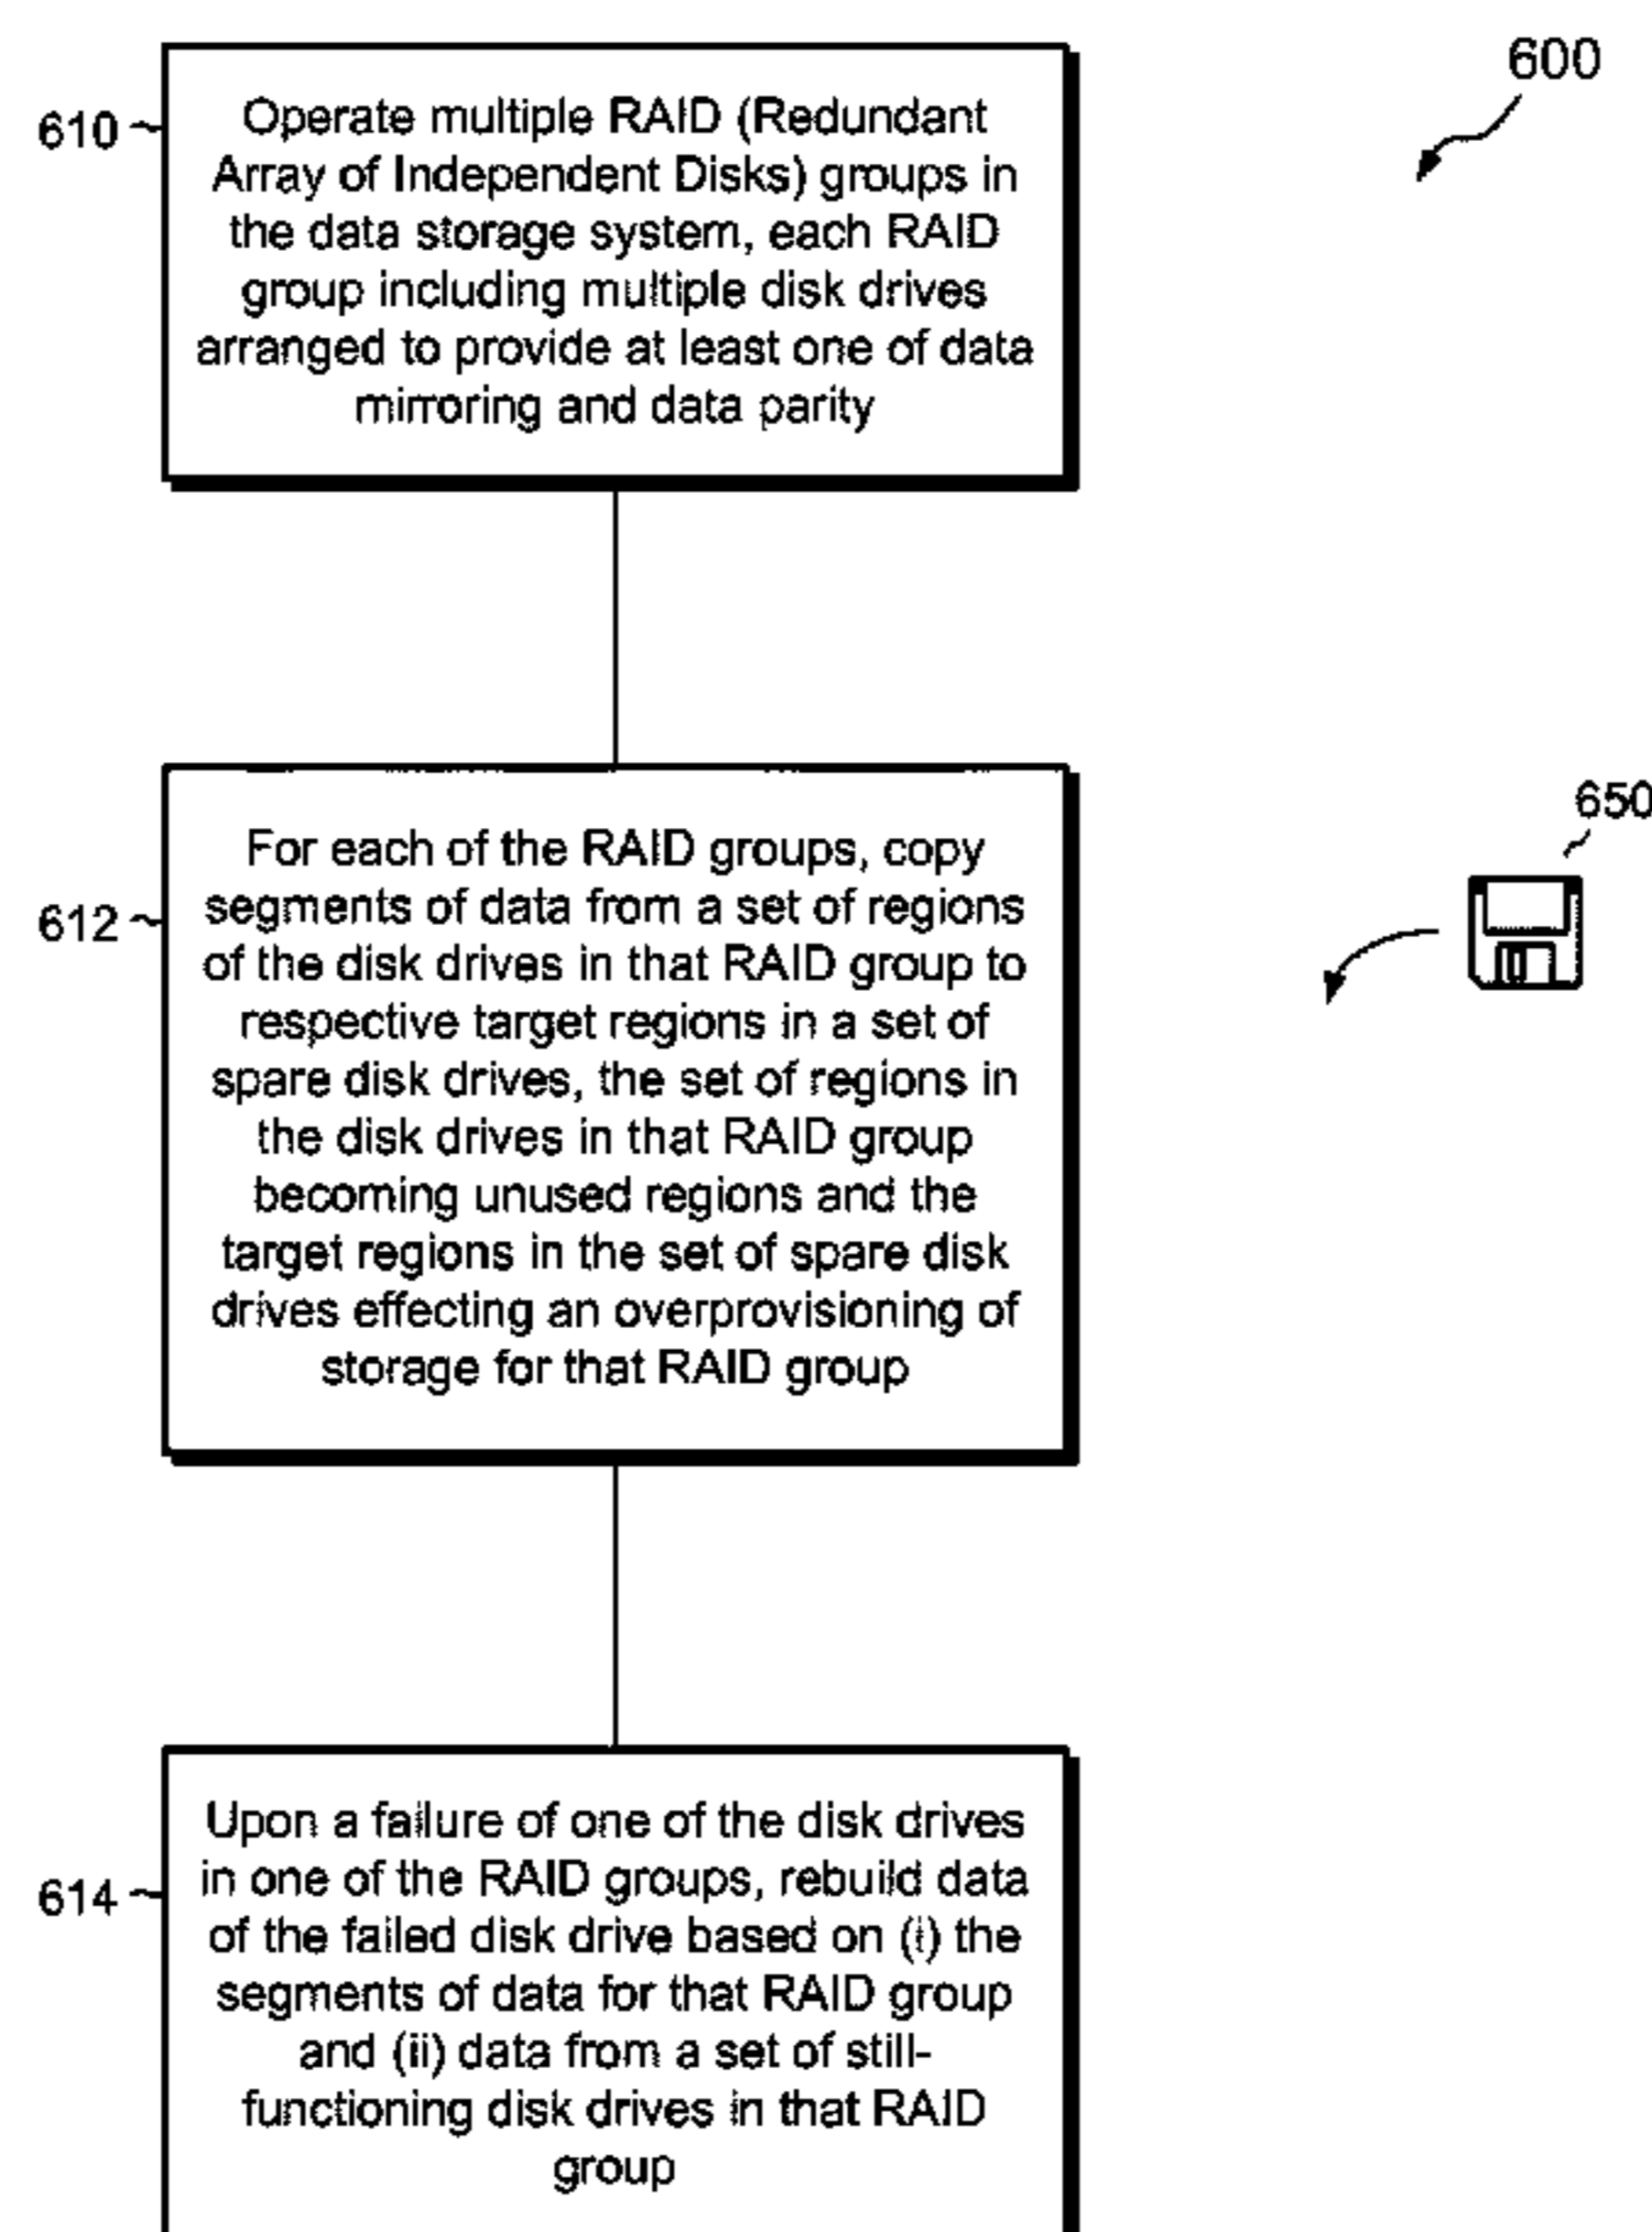 600
610
Operate multiple RAID (Redundant
Array of Independent Disks) groups in
the data storage system, each RAID
group including multiple disk drives
arranged to provide at least one of data
mirroring and data parity
650
612
For each of the RAID groups, copy
segments of data from a set of regions
of the disk drives in that RAID group to
respective target regions in a set of
spare disk drives, the set of regions in
the disk drives in that RAID group
becoming unused regions and the
target regions in the set of spare disk
drives effecting an overprovisioning of
storage for that RAID group
614
Upon a failure of one of the disk drives
in one of the RAID groups, rebuild data
of the failed disk drive based on (i) the
segments of data for that RAID group
and (ii) data from a set of still-
functioning disk drives in that RAID
group